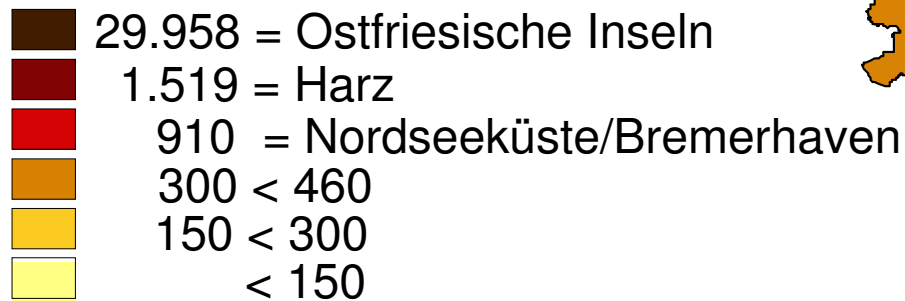 29.958 = Ostfriesische Inseln
1.519 = Harz
910 = Nordseeküste/Bremerhaven
300 < 460
150 < 300
< 150